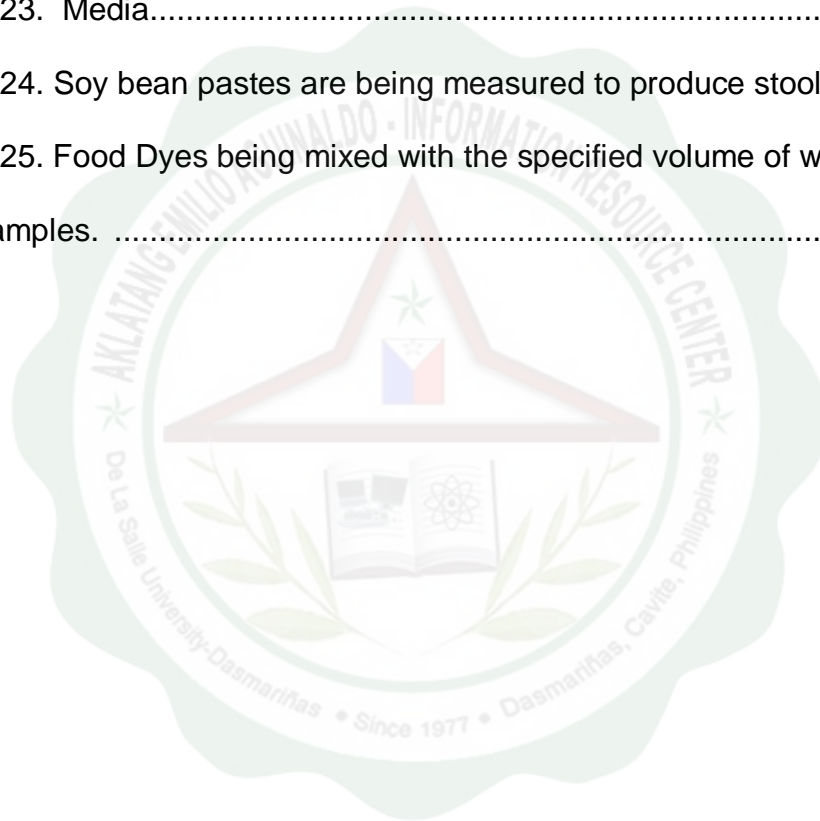 23. Media.....................................................................................
24. Soy bean pastes are being measured to produce stool
25. Food Dyes being mixed with the specified volume of w
amples. .........................................................................................
AKLATANG EMILIO AGUINALDO - INFORMATION RESOURCE CENTER
De La Salle University-Dasmariñas • Since 1977 • Dasmariñas, Cavite, Philippines